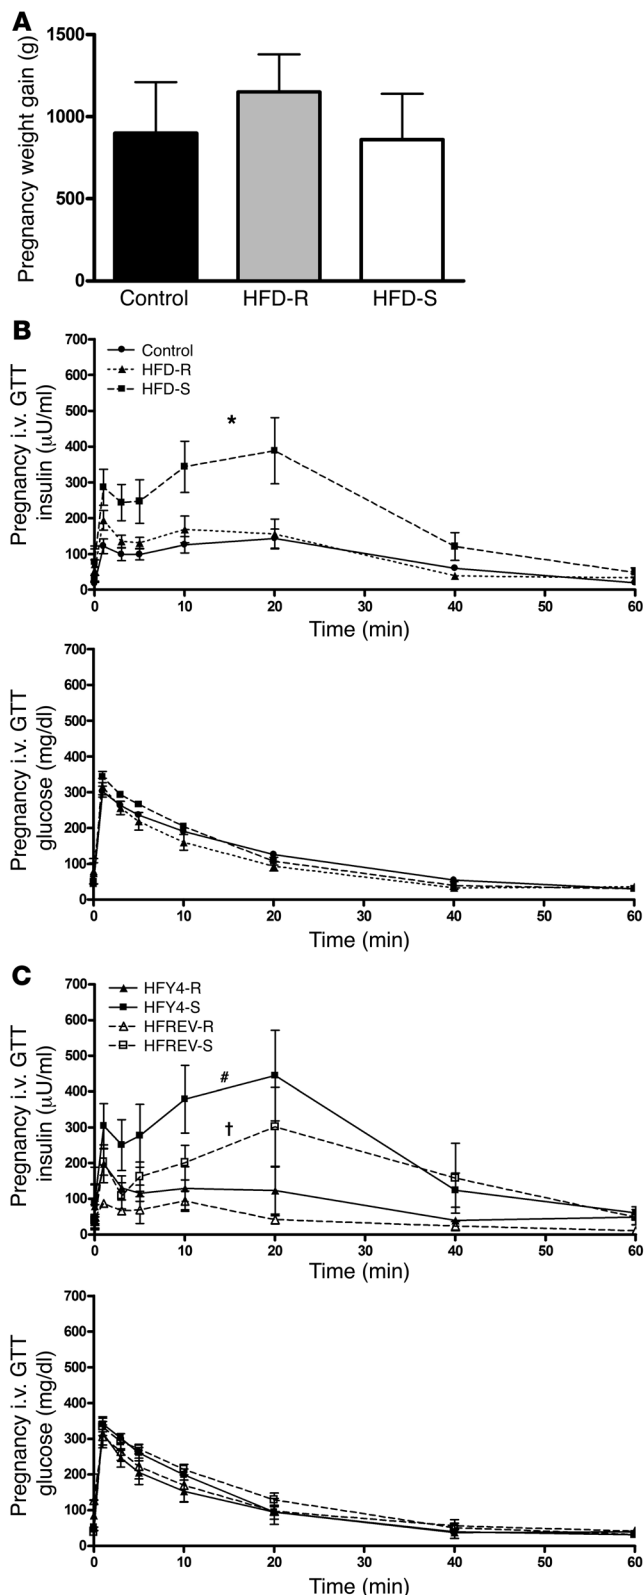 A
Pregnancy weight gain (g)
1500
1000
500
0
Control HFD-R HFD-S
B
Pregnancy i.v. GTT
insulin (μU/ml)
700
600
500
400
300
200
100
0
Control
HFD-R
HFD-S
*
0 10 20 30 40 50 60
Time (min)
Pregnancy i.v. GTT
glucose (mg/dl)
700
600
500
400
300
200
100
0
0 10 20 30 40 50 60
Time (min)
C
Pregnancy i.v. GTT
insulin (μU/ml)
700
600
500
400
300
200
100
0
HFY4-R
HFY4-S
HFREV-R
HFREV-S
#
†
0 10 20 30 40 50 60
Time (min)
Pregnancy i.v. GTT
glucose (mg/dl)
700
600
500
400
300
200
100
0
0 10 20 30 40 50 60
Time (min)